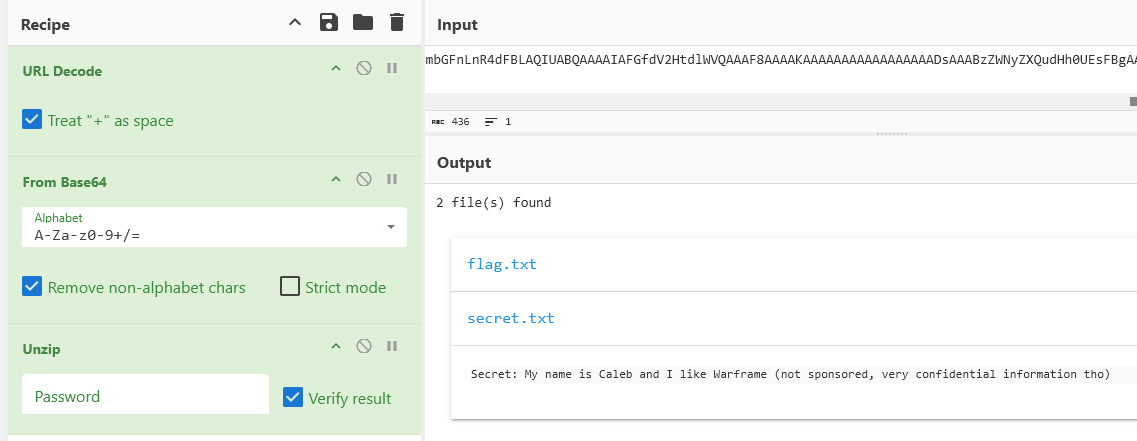 Recipe
URL Decode
Treat "+" as space
From Base64
Alphabet
A-Za-z0-9+/=
Remove non-alphabet chars
Strict mode
Unzip
Password
Verify result
Input
mbGFnLnR4dFBLAQIUABQAAAAIAFGfdV2HtdlWVQAAAF8AAAAKAAAAAAAAAAAAAAAAADsAAABzZWNyZXQudHh0UEsFBgAA
ABC 436 1
Output
2 file(s) found
flag.txt
secret.txt
Secret: My name is Caleb and I like Warframe (not sponsored, very confidential information tho)